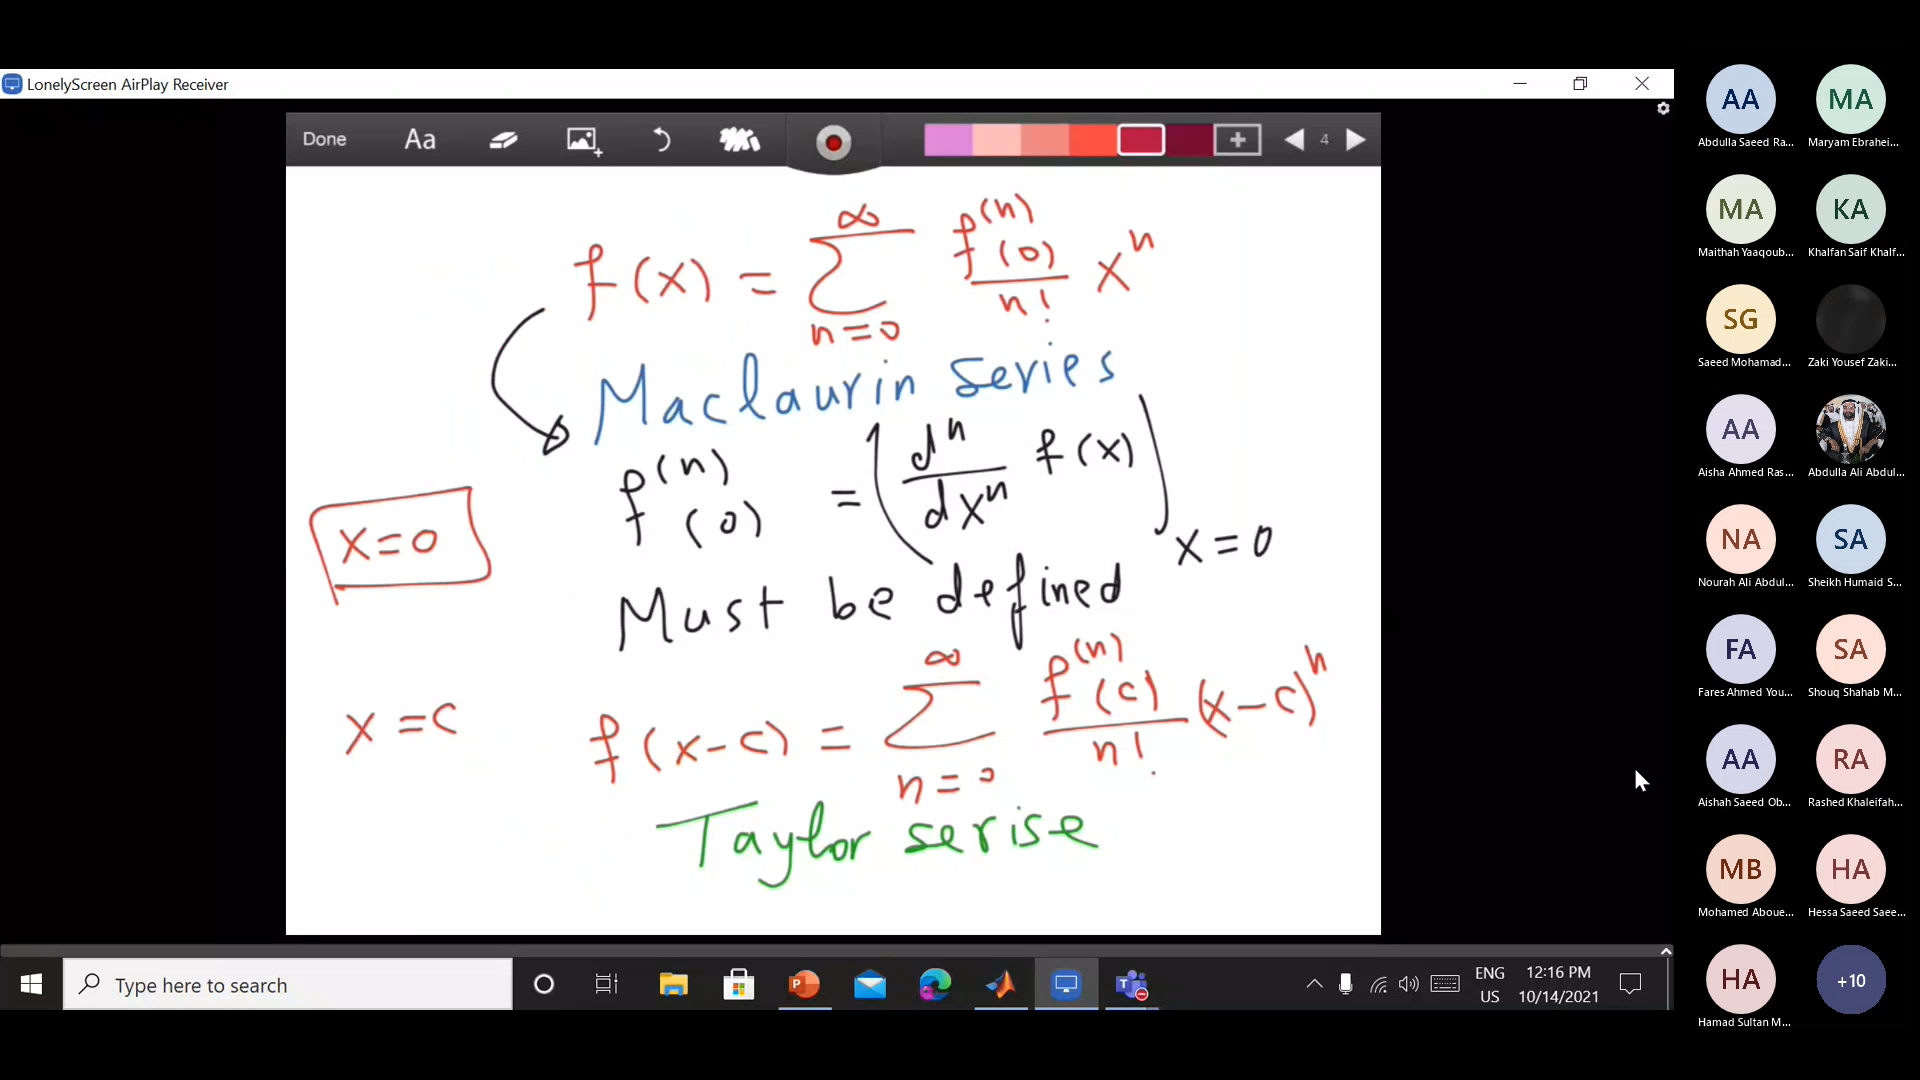 LonelyScreen AirPlay Receiver
Done
Aa
4
f(x) = ∑_{n=0}^{∞} f^{(n)}(0)/n! x^n
Maclaurin series
f^{(n)}(0) = (d^n/dx^n f(x))_{x=0}
x=0
Must be defined
x=c
f(x-c) = ∑_{n=0}^{∞} f^{(n)}(c)/n! (x-c)^n
Taylor serise
Type here to search
ENG
US
12:16 PM
10/14/2021
AA
Abdulla Saeed Ra...
MA
Maryam Ebrahei...
MA
Maithah Yaaqoub...
KA
Khalfan Saif Khalf...
SG
Saeed Mohamad...
Zaki Yousef Zaki...
AA
Aisha Ahmed Ras...
Abdulla Ali Abdul...
NA
Nourah Ali Abdul...
SA
Sheikh Humaid S...
FA
Fares Ahmed You...
SA
Shouq Shahab M...
AA
Aishah Saeed Ob...
RA
Rashed Khaleifah...
MB
Mohamed Aboue...
HA
Hessa Saeed Saee...
HA
Hamad Sultan M...
+10